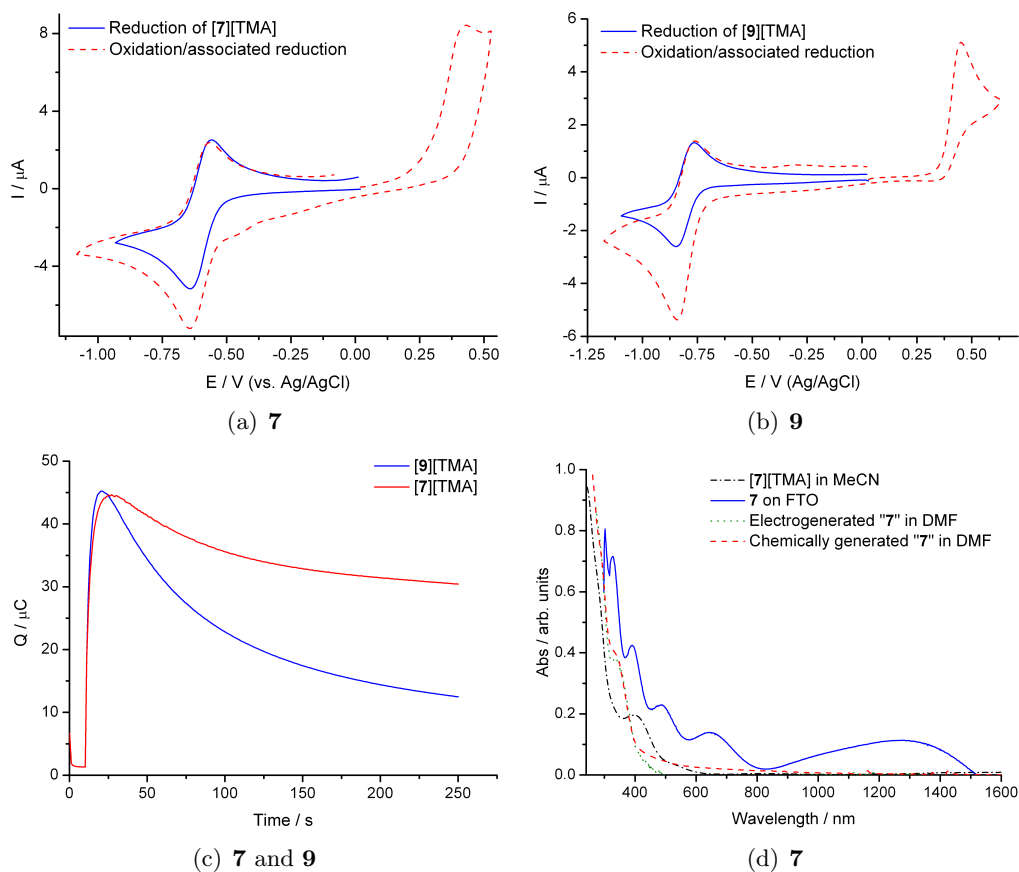 Reduction of [7][TMA]
Oxidation/associated reduction
I / μA
8
4
0
-4
-1.00 -0.75 -0.50 -0.25 0.00 0.25 0.50
E / V (vs. Ag/AgCl)
(a) 7
Reduction of [9][TMA]
Oxidation/associated reduction
I / μA
6
4
2
0
-2
-4
-6
-1.25 -1.00 -0.75 -0.50 -0.25 0.00 0.25 0.50
E / V (Ag/AgCl)
(b) 9
[9][TMA]
[7][TMA]
Q / μC
50
40
30
20
10
0
0 50 100 150 200 250
Time / s
(c) 7 and 9
[7][TMA] in MeCN
7 on FTO
Electrogenerated "7" in DMF
Chemically generated "7" in DMF
Abs / arb. units
1.0
0.8
0.6
0.4
0.2
0.0
400 600 800 1000 1200 1400 1600
Wavelength / nm
(d) 7